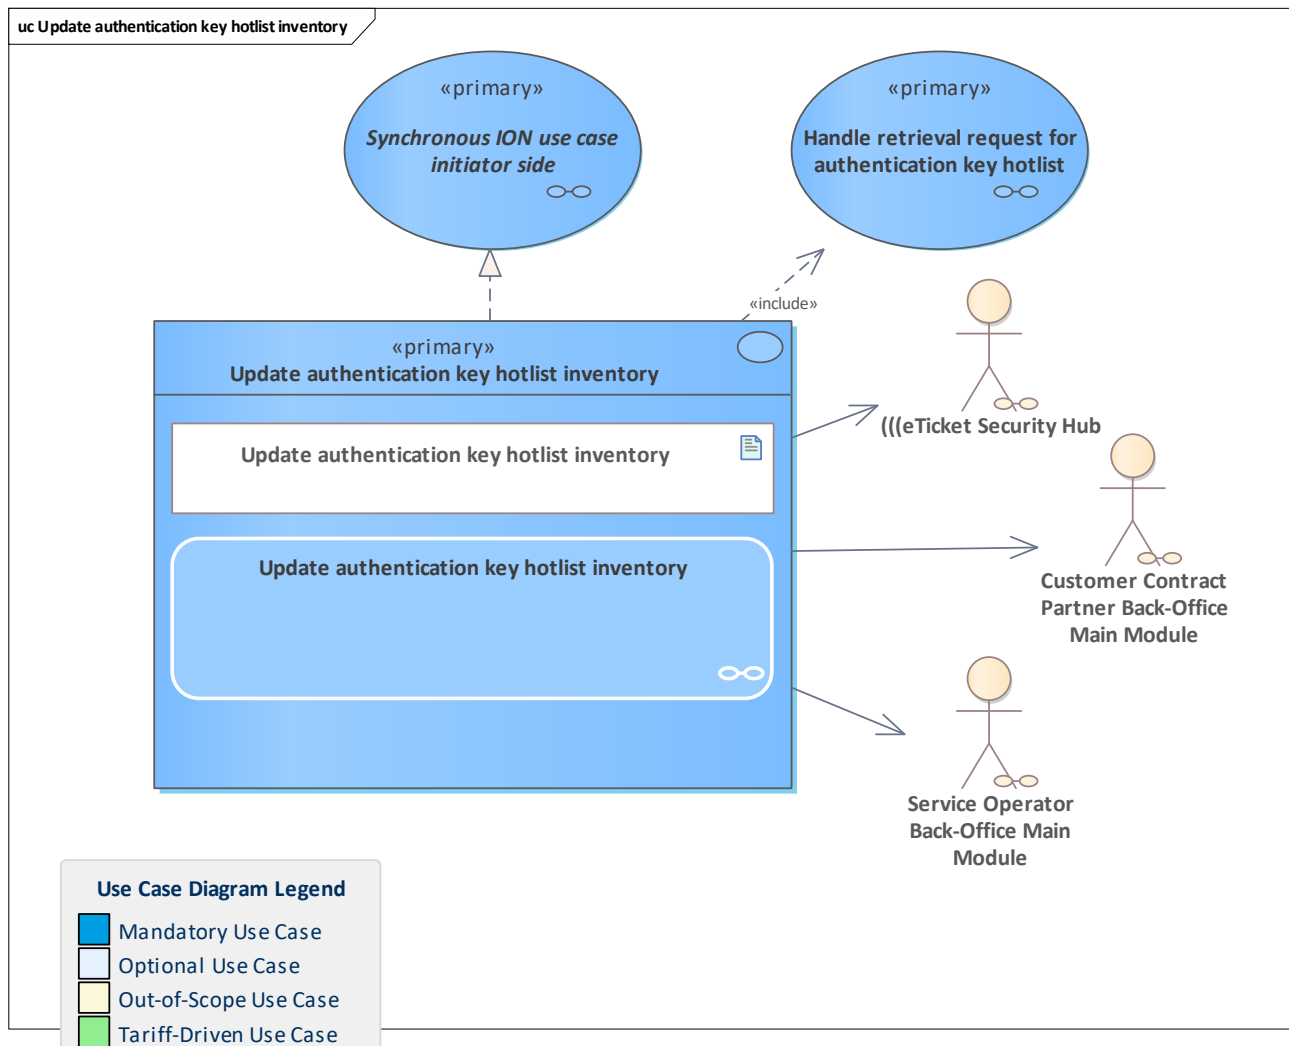 uc Update authentication key hotlist inventory
«primary»
Synchronous ION use case
initiator side
«primary»
Handle retrieval request for
authentication key hotlist
«include»
«primary»
Update authentication key hotlist inventory
Update authentication key hotlist inventory
Update authentication key hotlist inventory
(((eTicket Security Hub
Customer Contract
Partner Back-Office
Main Module
Service Operator
Back-Office Main
Module
Use Case Diagram Legend
Mandatory Use Case
Optional Use Case
Out-of-Scope Use Case
Tariff-Driven Use Case